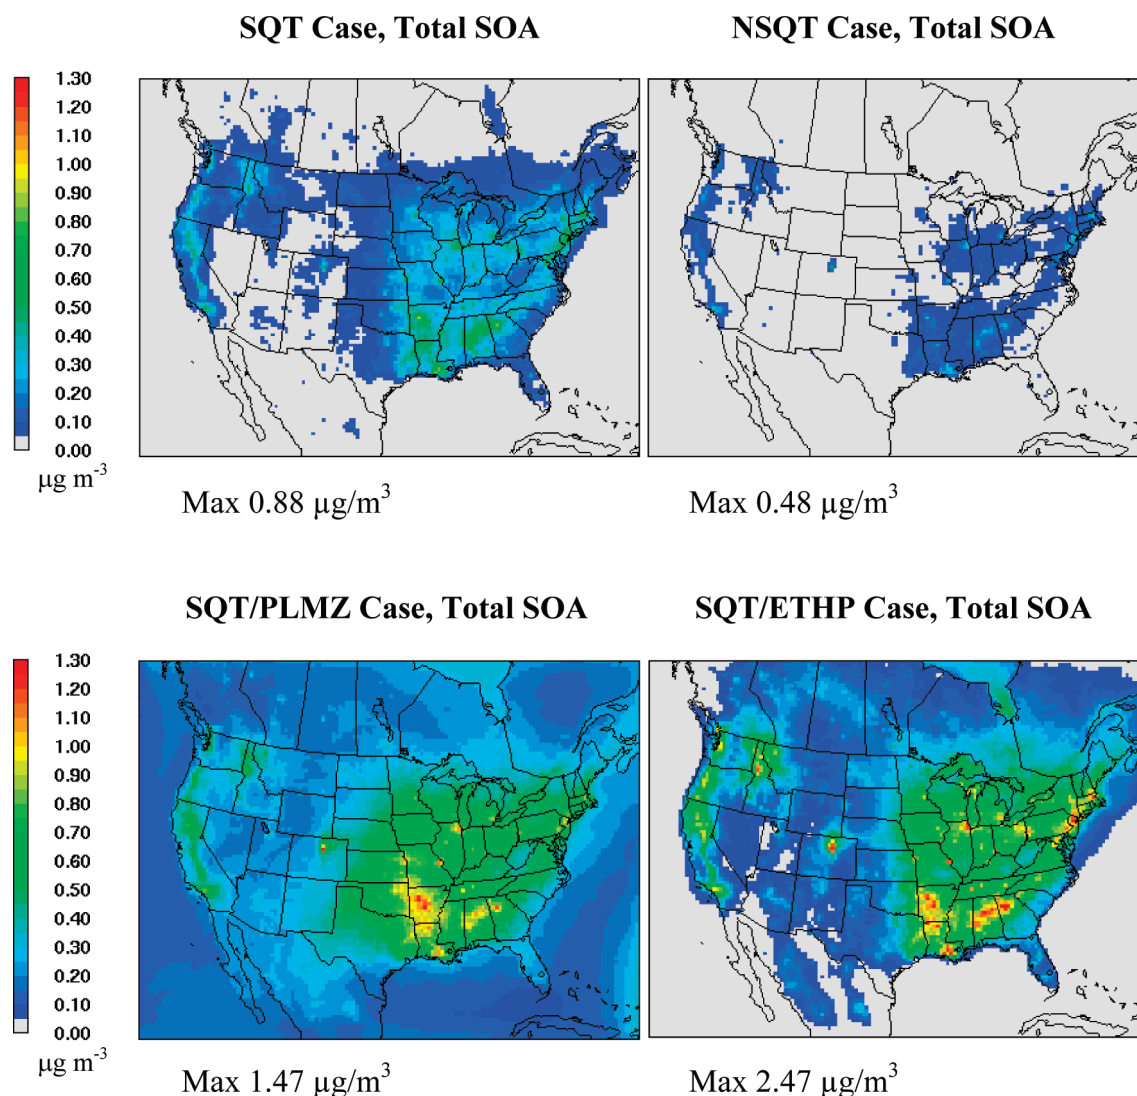 SQT Case, Total SOA
NSQT Case, Total SOA
1.30
1.20
1.10
1.00
0.90
0.80
0.70
0.60
0.50
0.40
0.30
0.20
0.10
0.00
µg m-3
Max 0.88 µg/m3
Max 0.48 µg/m3
SQT/PLMZ Case, Total SOA
SQT/ETHP Case, Total SOA
1.30
1.20
1.10
1.00
0.90
0.80
0.70
0.60
0.50
0.40
0.30
0.20
0.10
0.00
µg m-3
Max 1.47 µg/m3
Max 2.47 µg/m3